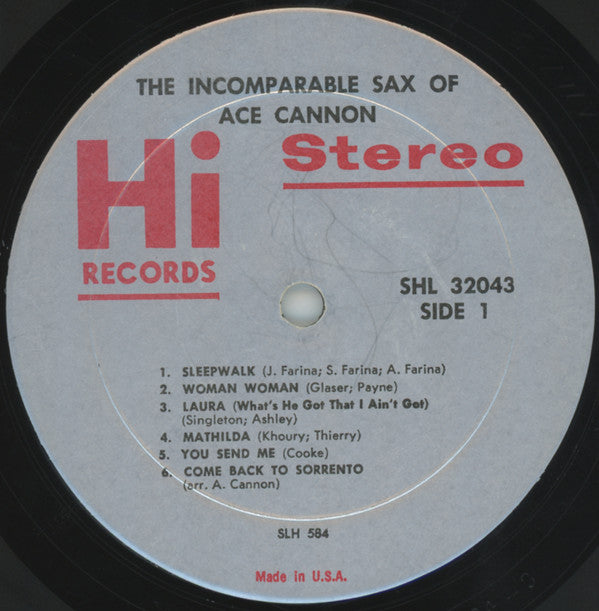 THE INCOMPARABLE SAX OF
ACE CANNON
Hi
RECORDS
Stereo
SHL 32043
SIDE 1
1. SLEEPWALK (J. Farina; S. Farina; A. Farina)
2. WOMAN WOMAN (Glaser; Payne)
3. LAURA (What's He Got That I Ain't Got)
(Singleton; Ashley)
4. MATHILDA (Khoury; Thierry)
5. YOU SEND ME (Cooke)
6. COME BACK TO SORRENTO
(arr. A. Cannon)
SLH 584
Made in U.S.A.